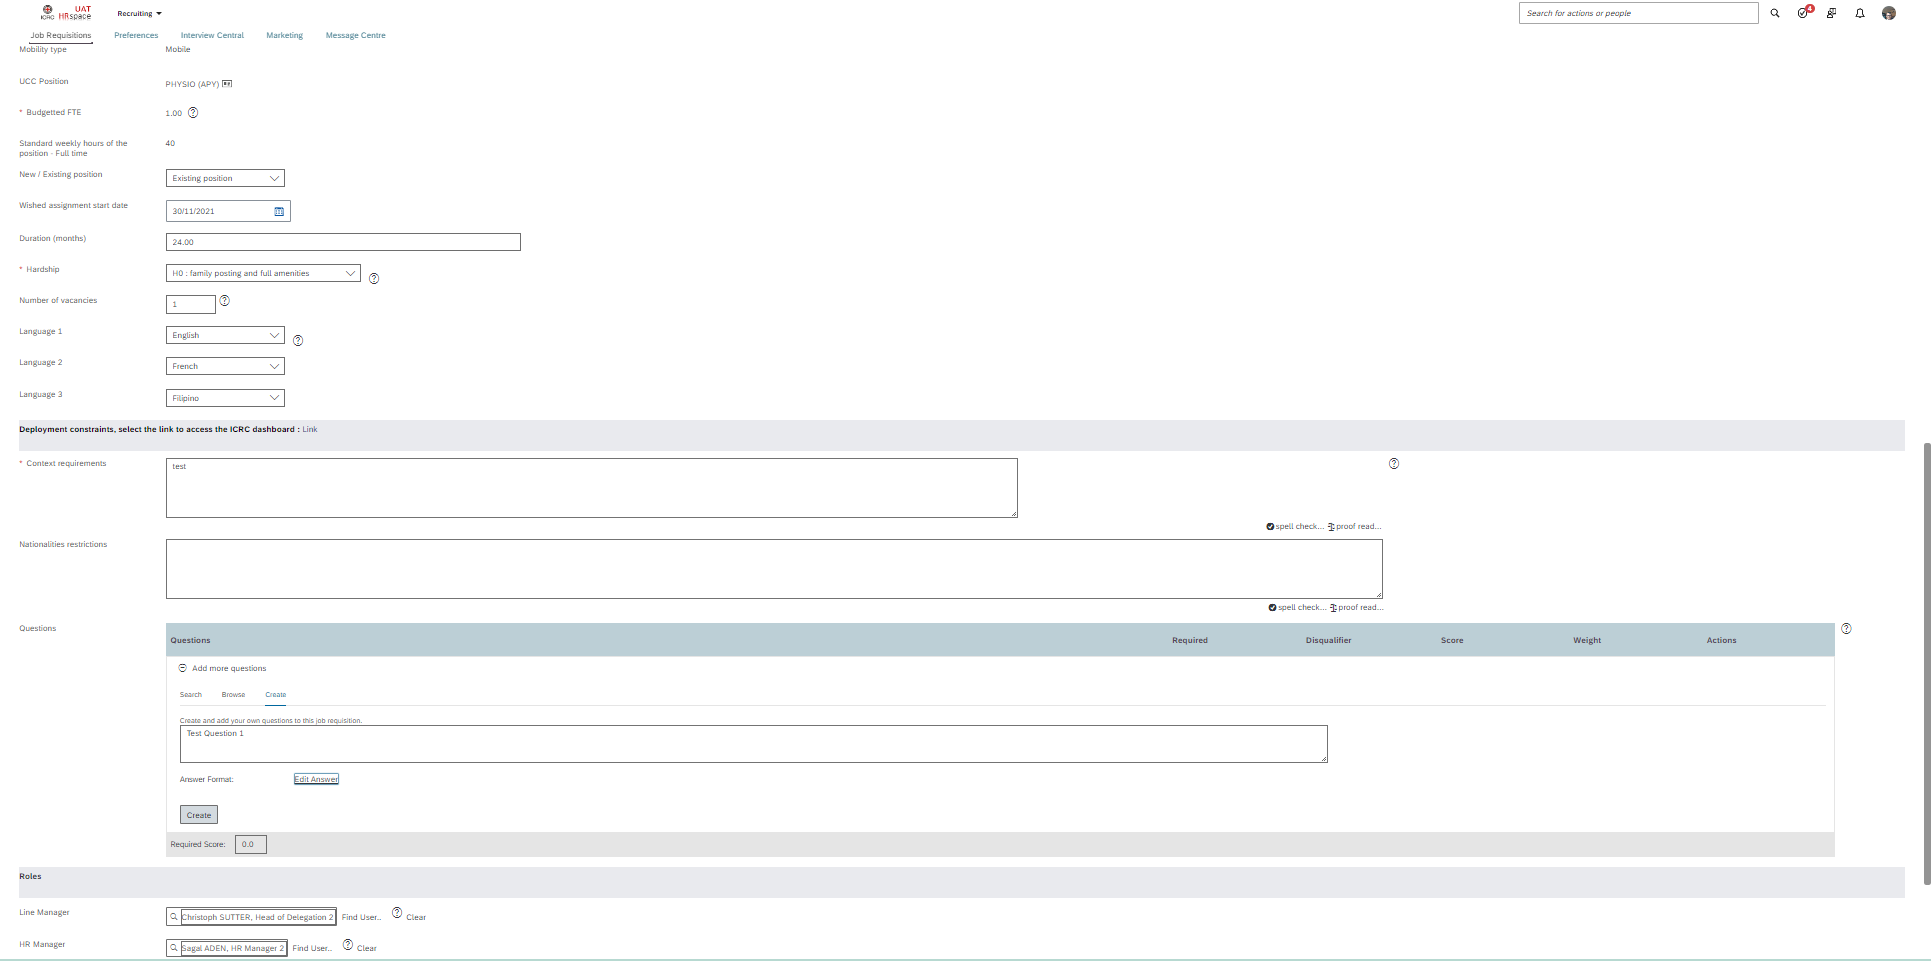 UAT
ICRC HRspace
Recruiting
Search for actions or people
4
Job Requisitions Preferences Interview Central Marketing Message Centre
Mobility type Mobile
UCC Position PHYSIO (APY)
* Budgetted FTE 1.00
Standard weekly hours of the position - Full time 40
New / Existing position Existing position
Wished assignment start date 30/11/2021
Duration (months) 24.00
* Hardship H0 : family posting and full amenities
Number of vacancies 1
Language 1 English
Language 2 French
Language 3 Filipino
Deployment constraints, select the link to access the ICRC dashboard : Link
* Context requirements test
spell check... proof read...
Nationalities restrictions
spell check... proof read...
Questions
Questions Required Disqualifier Score Weight Actions
Add more questions
Search Browse Create
Create and add your own questions to this job requisition.
Test Question 1
Answer Format: Edit Answer
Create
Required Score: 0.0
Roles
Line Manager Christoph SUTTER, Head of Delegation 2 Find User.. Clear
HR Manager Sagal ADEN, HR Manager 2 Find User.. Clear